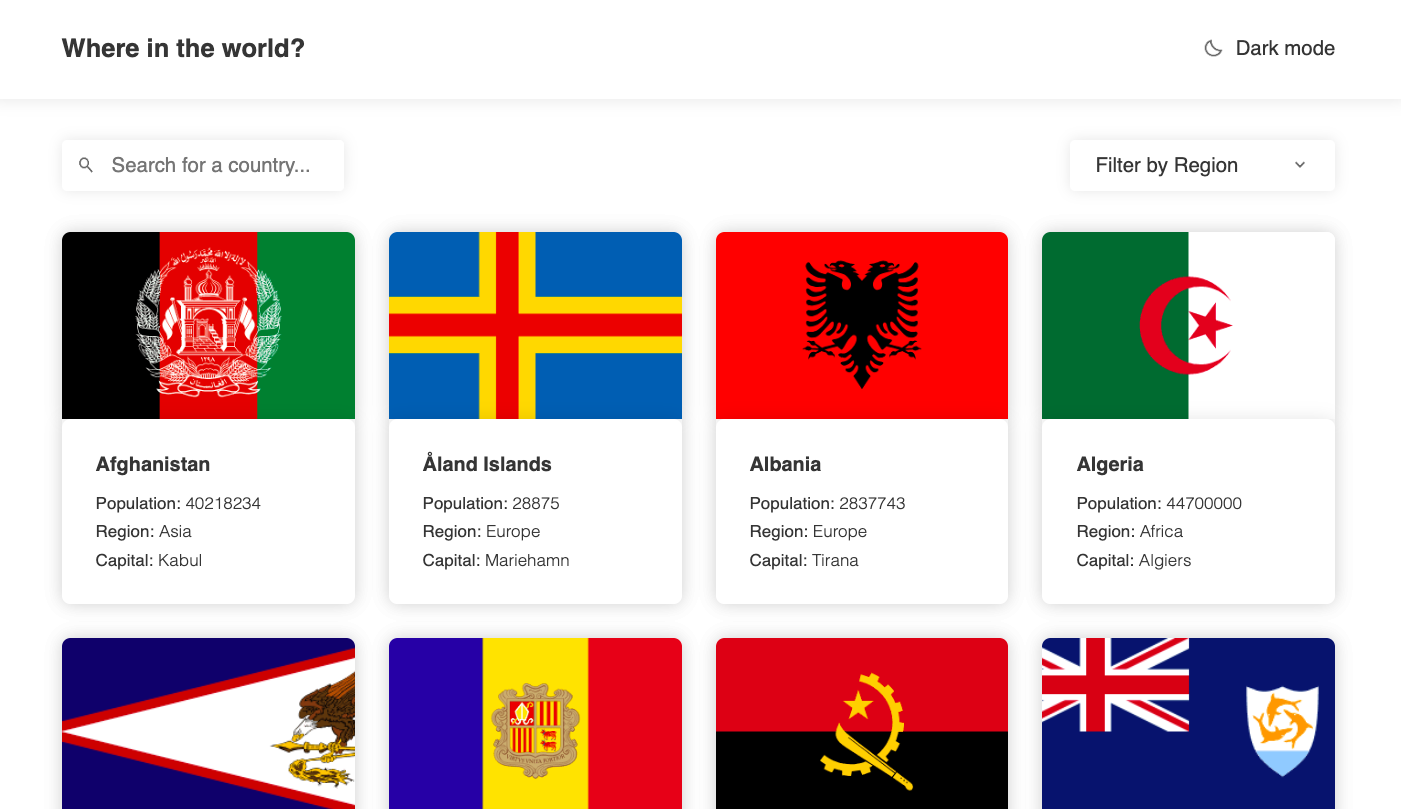 Where in the world?
Dark mode
Search for a country...
Filter by Region
Afghanistan
Population: 40218234
Region: Asia
Capital: Kabul
Åland Islands
Population: 28875
Region: Europe
Capital: Mariehamn
Albania
Population: 2837743
Region: Europe
Capital: Tirana
Algeria
Population: 44700000
Region: Africa
Capital: Algiers